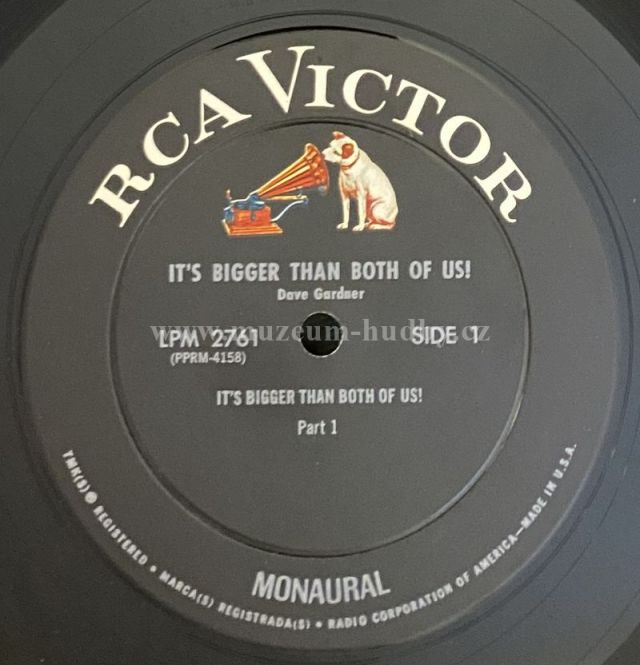 RCA VICTOR
IT'S BIGGER THAN BOTH OF US!
Dave Gardner
www.muzeum-hudby.cz
LPM 2761
SIDE 1
(PPRM-4158)
IT'S BIGGER THAN BOTH OF US!
Part 1
MONAURAL
TMK(S) ® REGISTERED • MARCA(S) REGISTRADA(S) • RADIO CORPORATION OF AMERICA—MADE IN U.S.A.